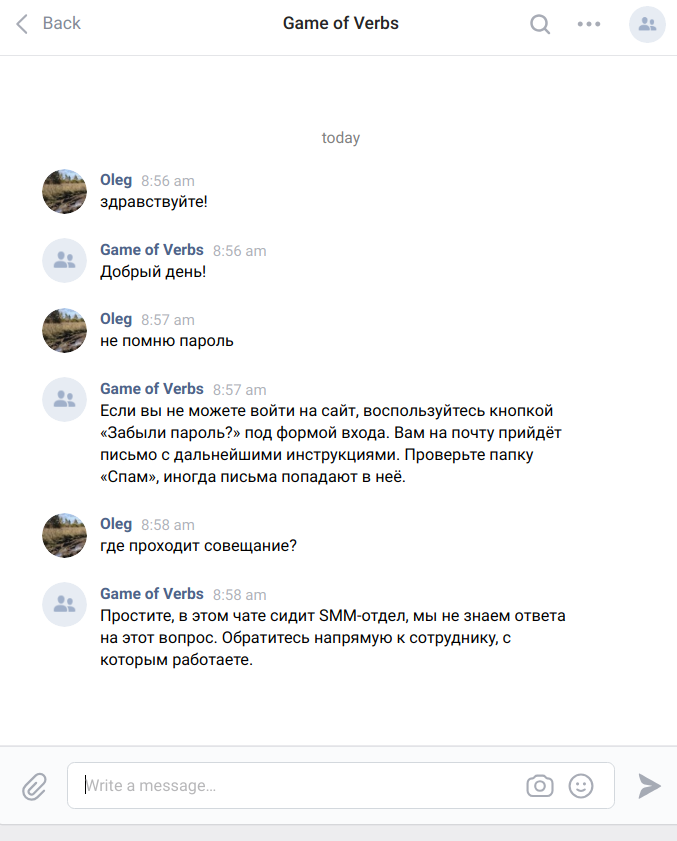 Back
Game of Verbs
today
Oleg 8:56 am
здравствуйте!
Game of Verbs 8:56 am
Добрый день!
Oleg 8:57 am
не помню пароль
Game of Verbs 8:57 am
Если вы не можете войти на сайт, воспользуйтесь кнопкой
«Забыли пароль?» под формой входа. Вам на почту прийдёт
письмо с дальнейшими инструкциями. Проверьте папку
«Спам», иногда письма попадают в неё.
Oleg 8:58 am
где проходит совещание?
Game of Verbs 8:58 am
Простите, в этом чате сидит SMM-отдел, мы не знаем ответа
на этот вопрос. Обратитесь напрямую к сотруднику, с
которым работаете.
Write a message...